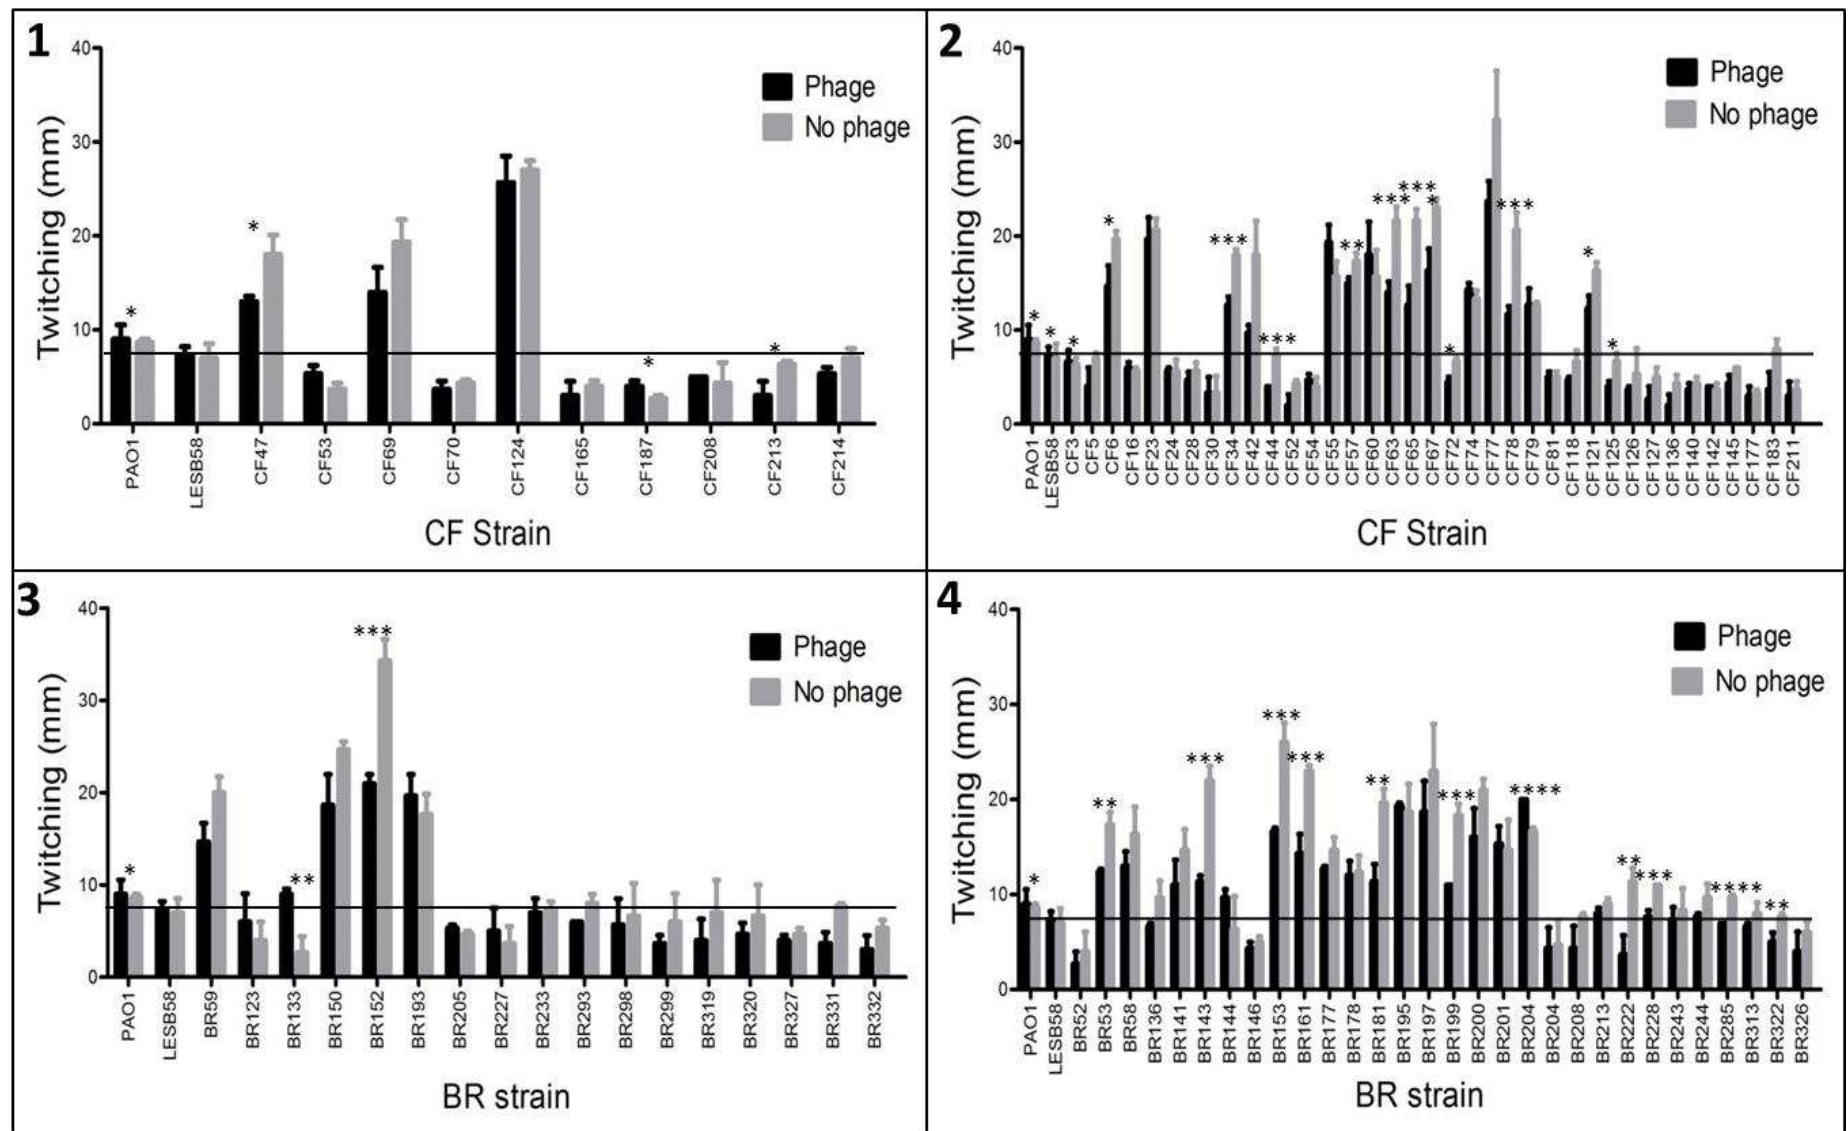 1
40
30
20
10
0
Twitching (mm)
Phage
No phage
*
*
*
*
PAO1
LESB58
CF47
CF53
CF69
CF70
CF124
CF165
CF187
CF208
CF213
CF214
CF Strain
2
40
30
20
10
0
Twitching (mm)
Phage
No phage
*
*
*
*
***
***
**
***
***
*
*
***
*
*
PAO1
LESB58
CF3
CF5
CF6
CF16
CF23
CF24
CF28
CF30
CF34
CF42
CF44
CF52
CF54
CF55
CF57
CF60
CF63
CF65
CF67
CF72
CF74
CF77
CF78
CF79
CF81
CF118
CF121
CF125
CF126
CF127
CF136
CF140
CF142
CF145
CF177
CF183
CF211
CF Strain
3
40
30
20
10
0
Twitching (mm)
Phage
No phage
*
**
***
PAO1
LESB58
BR59
BR123
BR133
BR150
BR152
BR193
BR205
BR227
BR233
BR293
BR298
BR299
BR319
BR320
BR327
BR331
BR332
BR strain
4
40
30
20
10
0
Twitching (mm)
Phage
No phage
*
**
***
***
***
**
***
****
**
***
****
**
PAO1
LESB58
BR52
BR53
BR58
BR136
BR141
BR143
BR144
BR146
BR153
BR161
BR177
BR178
BR181
BR195
BR197
BR199
BR200
BR201
BR204
BR204
BR208
BR213
BR222
BR228
BR243
BR244
BR285
BR313
BR322
BR326
BR strain